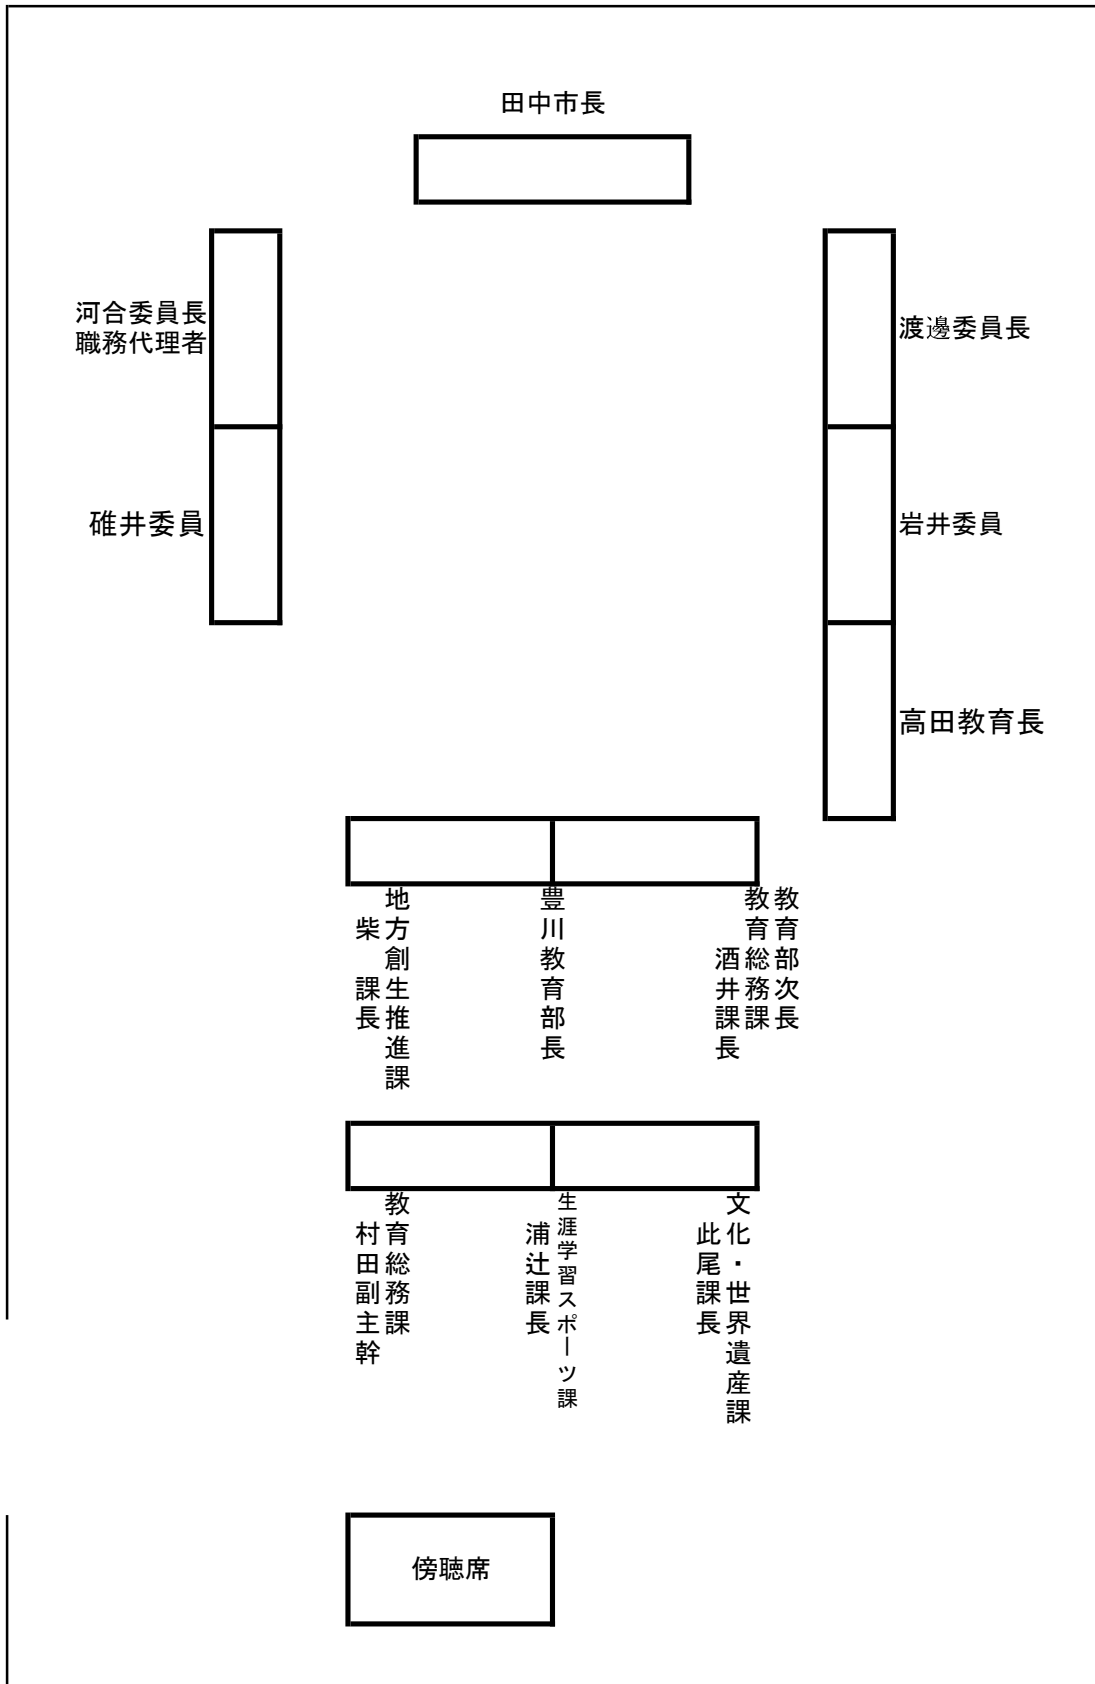 田中市長
河合委員長
職務代理者
渡邊委員長
碓井委員
岩井委員
高田教育長
地方創生推進課
柴　課長
豊川教育部長
教育部次長
教育総務課
酒井課長
教育総務課
村田副主幹
生涯学習スポーツ課
浦辻課長
文化・世界遺産課
此尾課長
傍聴席